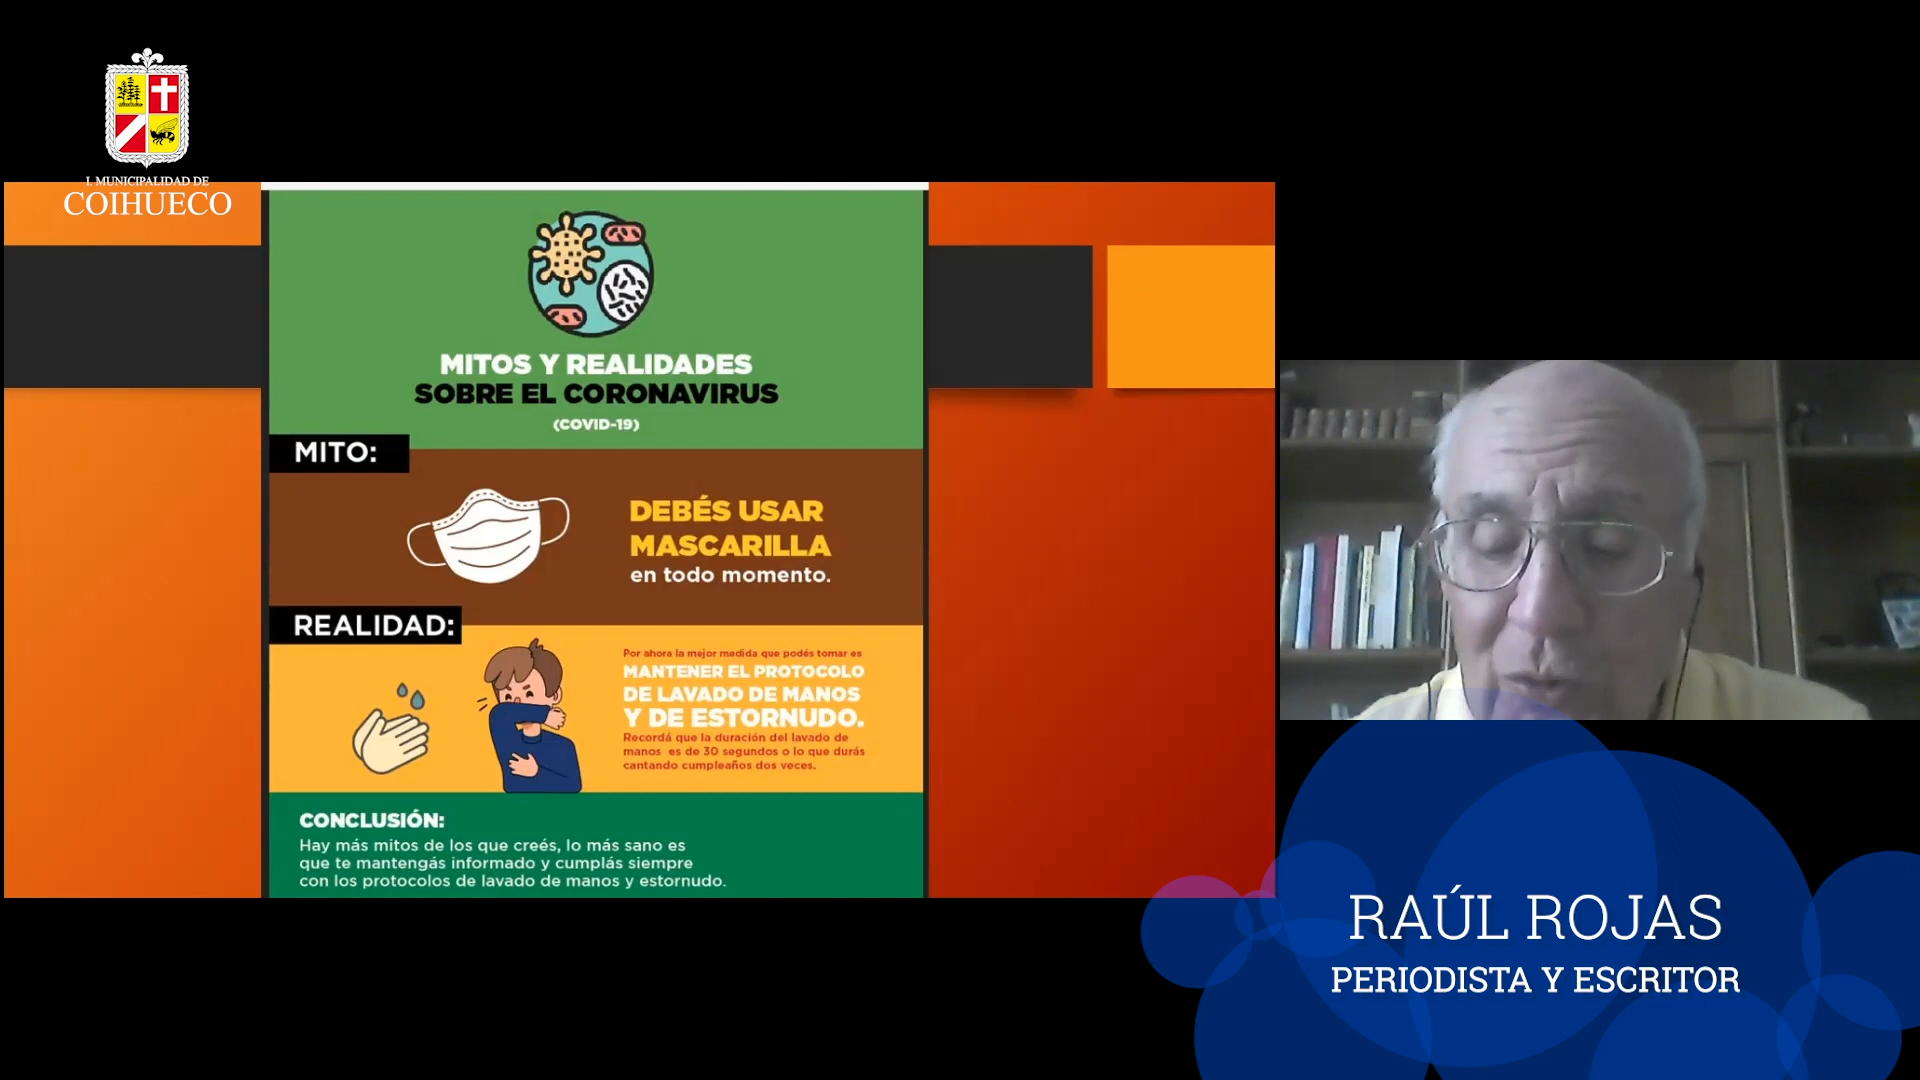 I. MUNICIPALIDAD DE
COIHUECO
MITOS Y REALIDADES
SOBRE EL CORONAVIRUS
(COVID-19)
MITO:
DEBÉS USAR
MASCARILLA
en todo momento.
REALIDAD:
Por ahora la mejor medida que podés tomar es
MANTENER EL PROTOCOLO
DE LAVADO DE MANOS
Y DE ESTORNUDO.
Recordá que la duración del lavado de
manos es de 30 segundos o lo que durás
cantando cumpleaños dos veces.
CONCLUSIÓN:
Hay más mitos de los que creés, lo más sano es
que te mantengás informado y cumplás siempre
con los protocolos de lavado de manos y estornudo.
RAÚL ROJAS
PERIODISTA Y ESCRITOR